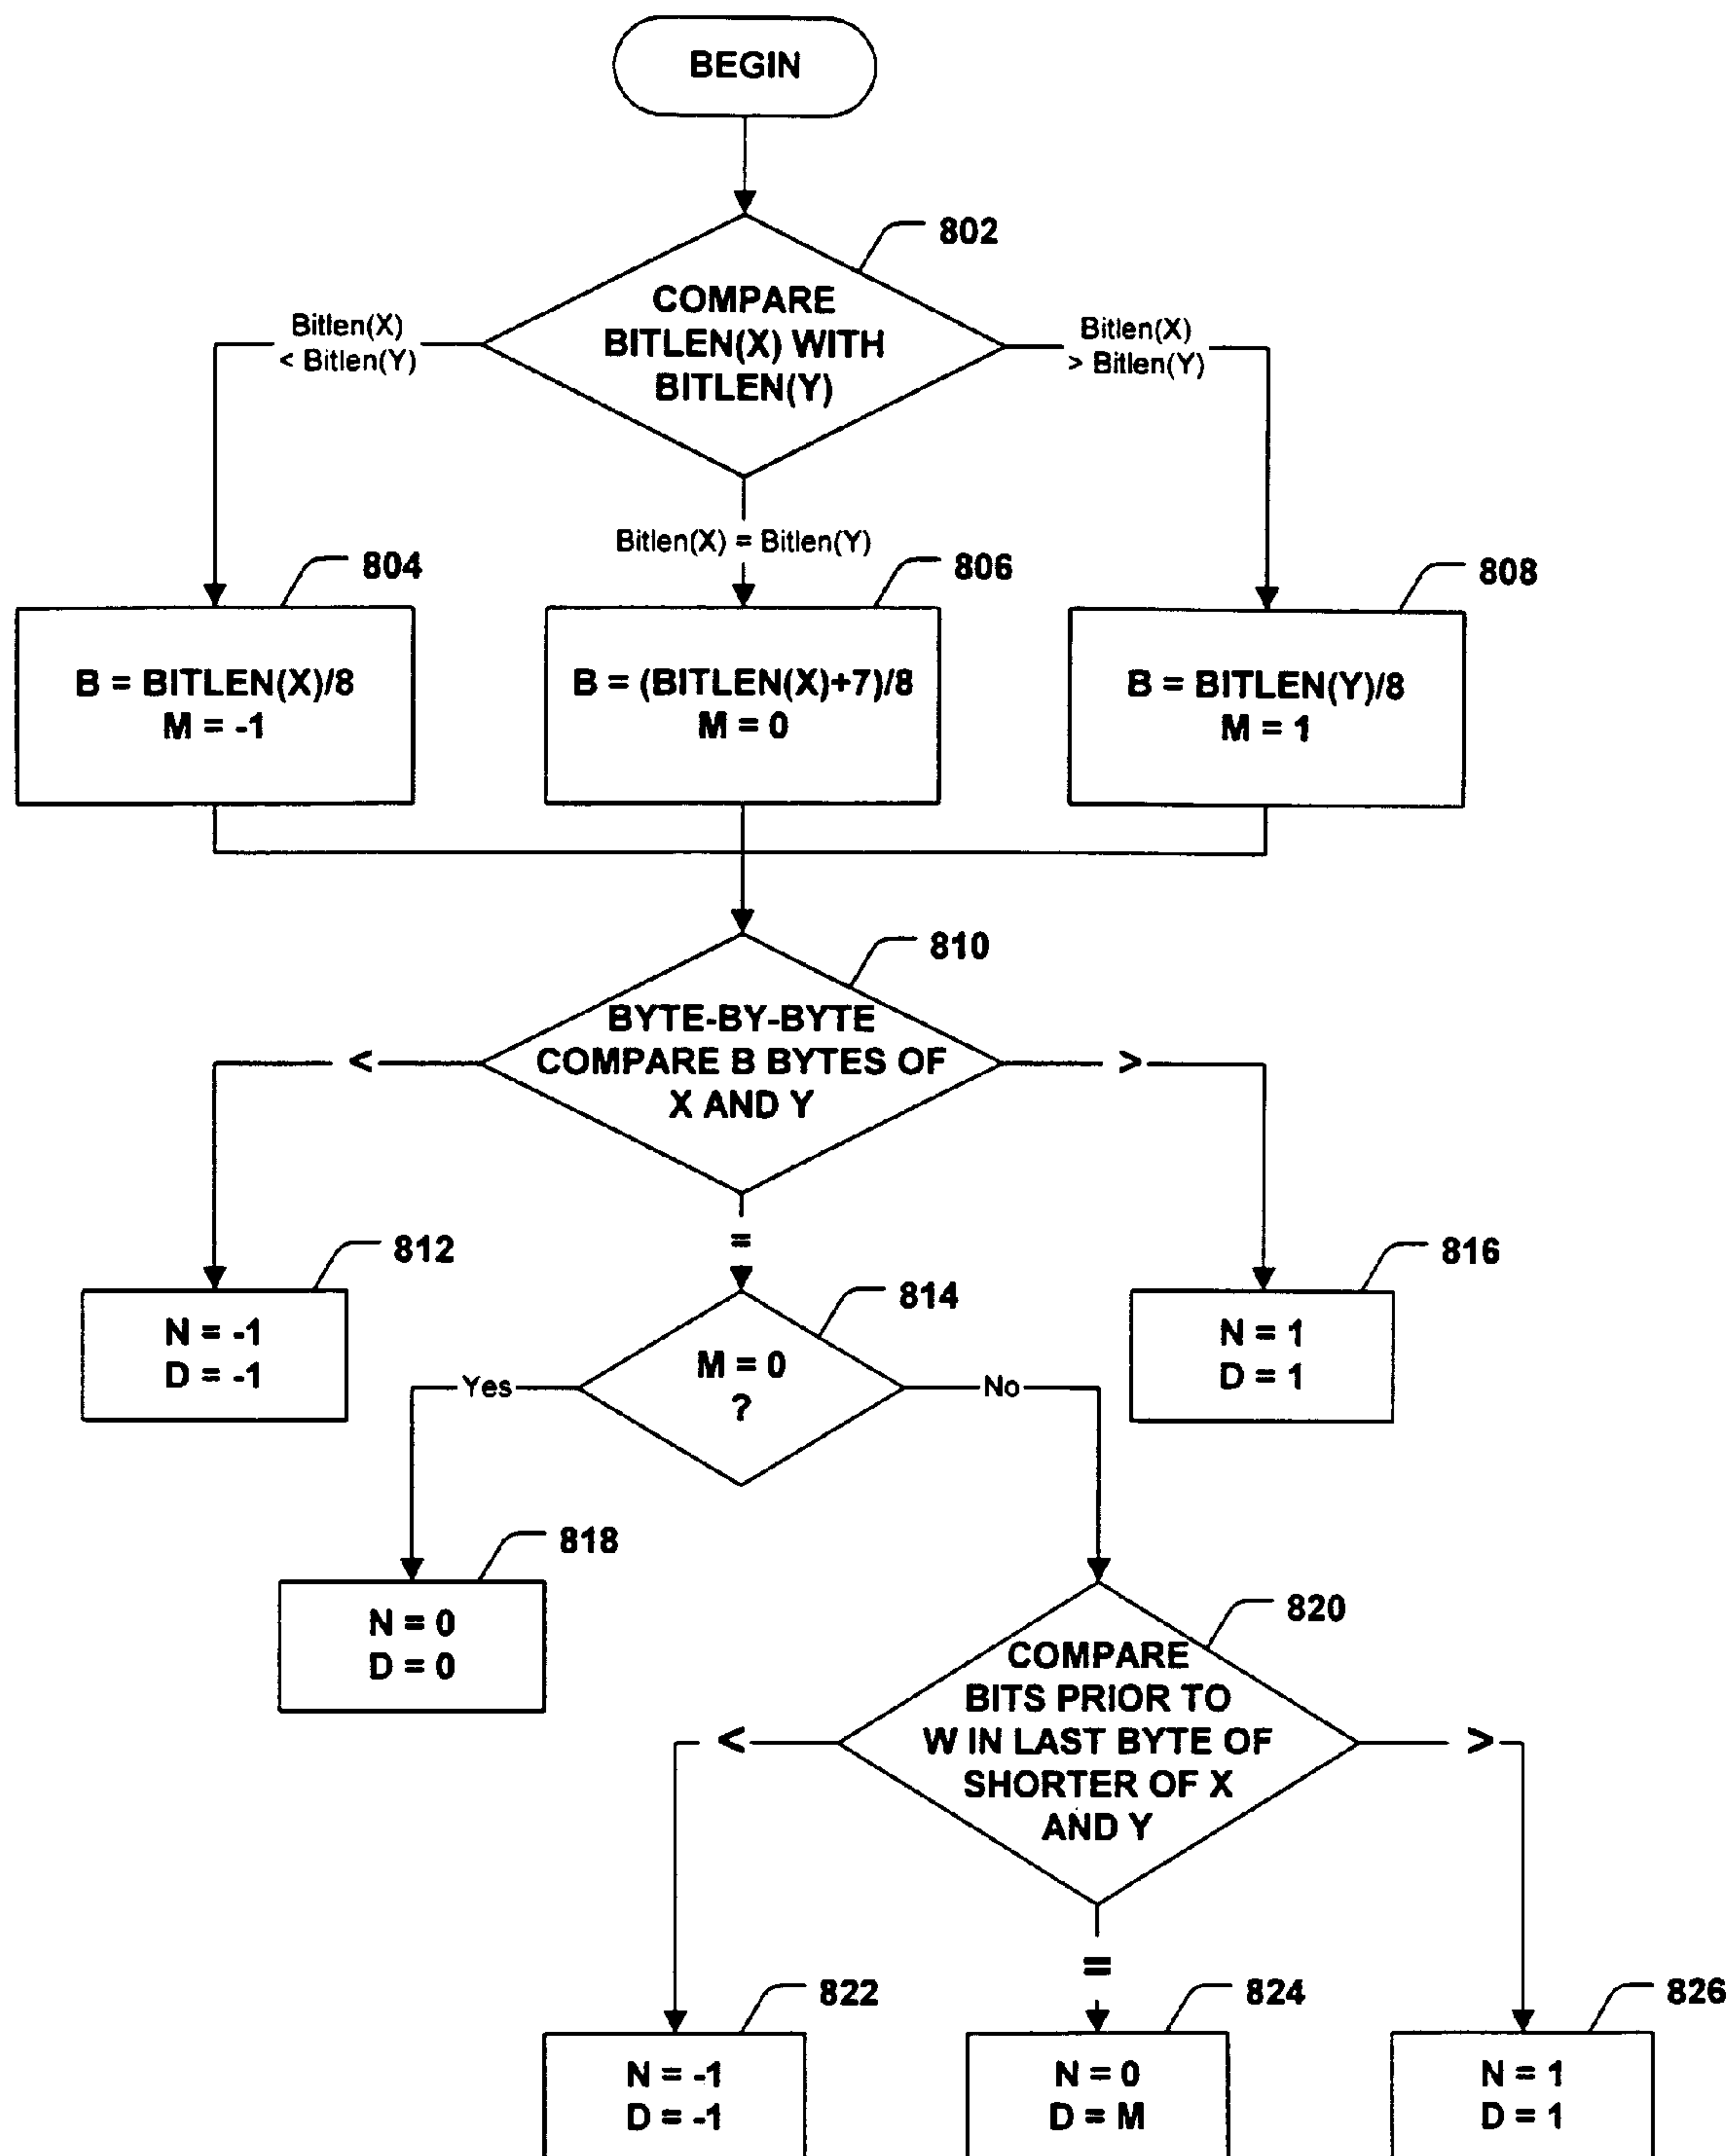 BEGIN
802
COMPARE
BITLEN(X) WITH
BITLEN(Y)
Bitlen(X)
< Bitlen(Y)
Bitlen(X)
> Bitlen(Y)
Bitlen(X) = Bitlen(Y)
804
806
808
B = BITLEN(X)/8
M = -1
B = (BITLEN(X)+7)/8
M = 0
B = BITLEN(Y)/8
M = 1
810
BYTE-BY-BYTE
COMPARE B BYTES OF
X AND Y
<
>
=
812
814
816
N = -1
D = -1
M = 0
?
N = 1
D = 1
Yes
No
818
N = 0
D = 0
820
COMPARE
BITS PRIOR TO
W IN LAST BYTE OF
SHORTER OF X
AND Y
<
>
=
822
824
826
N = -1
D = -1
N = 0
D = M
N = 1
D = 1